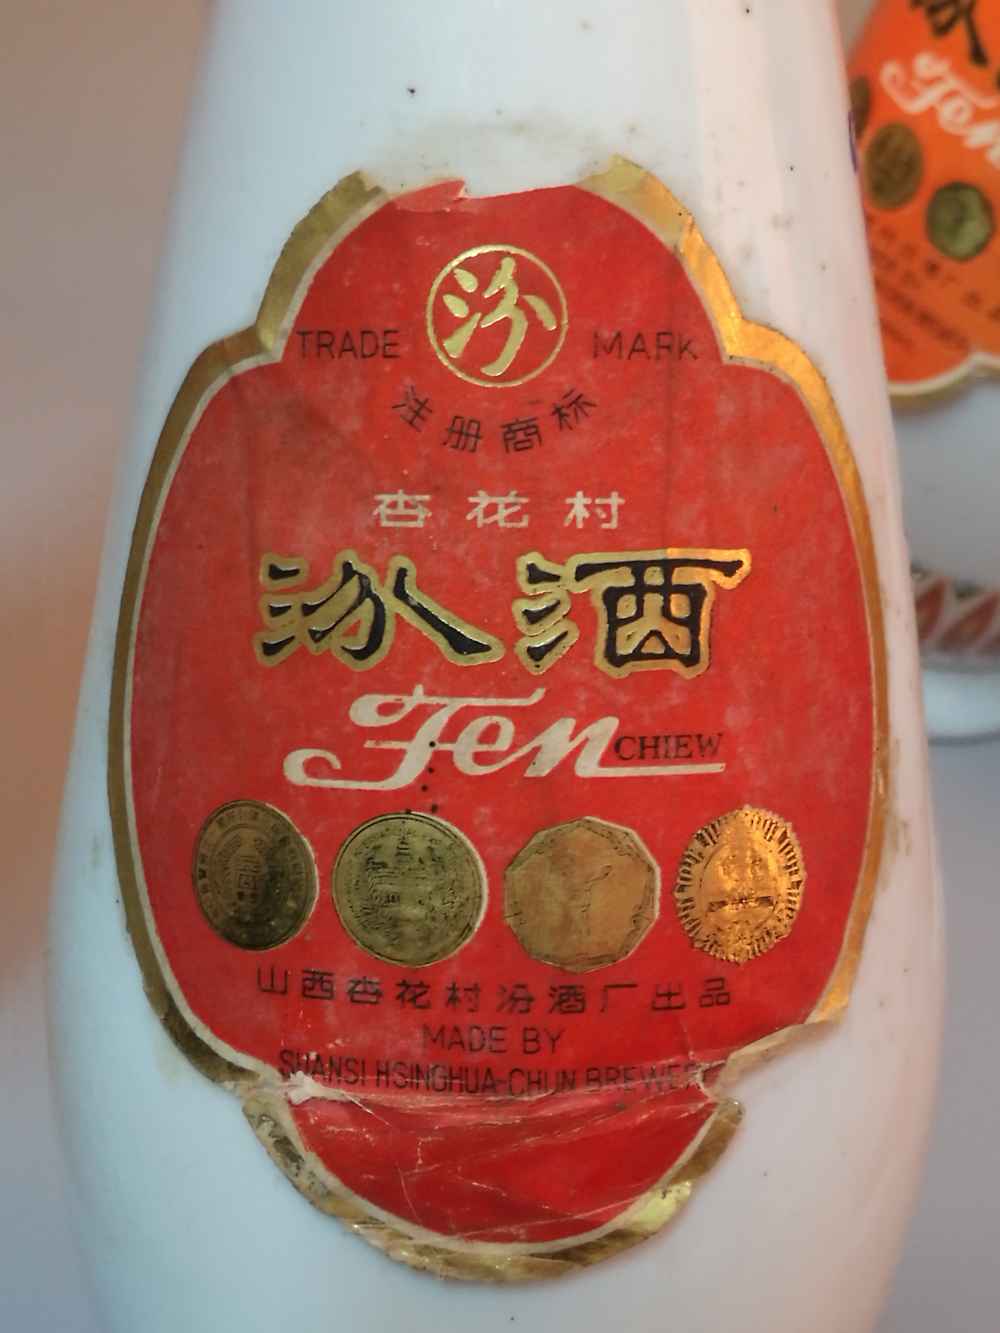 汾
TRADE MARK
注册商标
杏花村
汾酒
Fen CHIEW
山西杏花村汾酒厂出品
MADE BY
SHANSI HSINGHUA-CHUN BREWERY
Fen